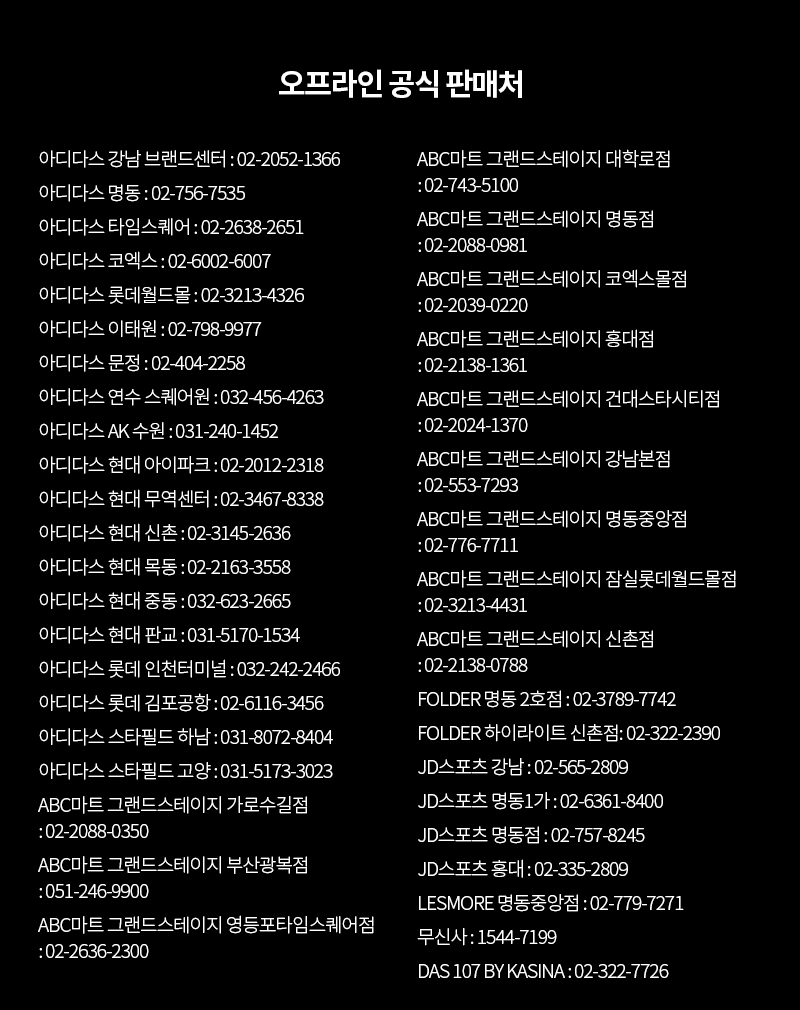 오프라인 공식 판매처
아디다스 강남 브랜드센터 : 02-2052-1366
아디다스 명동 : 02-756-7535
아디다스 타임스퀘어 : 02-2638-2651
아디다스 코엑스 : 02-6002-6007
아디다스 롯데월드몰 : 02-3213-4326
아디다스 이태원 : 02-798-9977
아디다스 문정 : 02-404-2258
아디다스 연수 스퀘어원 : 032-456-4263
아디다스 AK 수원 : 031-240-1452
아디다스 현대 아이파크 : 02-2012-2318
아디다스 현대 무역센터 : 02-3467-8338
아디다스 현대 신촌 : 02-3145-2636
아디다스 현대 목동 : 02-2163-3558
아디다스 현대 중동 : 032-623-2665
아디다스 현대 판교 : 031-5170-1534
아디다스 롯데 인천터미널 : 032-242-2466
아디다스 롯데 김포공항 : 02-6116-3456
아디다스 스타필드 하남 : 031-8072-8404
아디다스 스타필드 고양 : 031-5173-3023
ABC마트 그랜드스테이지 가로수길점
: 02-2088-0350
ABC마트 그랜드스테이지 부산광복점
: 051-246-9900
ABC마트 그랜드스테이지 영등포타임스퀘어점
: 02-2636-2300
ABC마트 그랜드스테이지 대학로점
: 02-743-5100
ABC마트 그랜드스테이지 명동점
: 02-2088-0981
ABC마트 그랜드스테이지 코엑스몰점
: 02-2039-0220
ABC마트 그랜드스테이지 홍대점
: 02-2138-1361
ABC마트 그랜드스테이지 건대스타시티점
: 02-2024-1370
ABC마트 그랜드스테이지 강남본점
: 02-553-7293
ABC마트 그랜드스테이지 명동중앙점
: 02-776-7711
ABC마트 그랜드스테이지 잠실롯데월드몰점
: 02-3213-4431
ABC마트 그랜드스테이지 신촌점
: 02-2138-0788
FOLDER 명동 2호점 : 02-3789-7742
FOLDER 하이라이트 신촌점: 02-322-2390
JD스포츠 강남 : 02-565-2809
JD스포츠 명동1가 : 02-6361-8400
JD스포츠 명동점 : 02-757-8245
JD스포츠 홍대 : 02-335-2809
LESMORE 명동중앙점 : 02-779-7271
무신사 : 1544-7199
DAS 107 BY KASINA : 02-322-7726